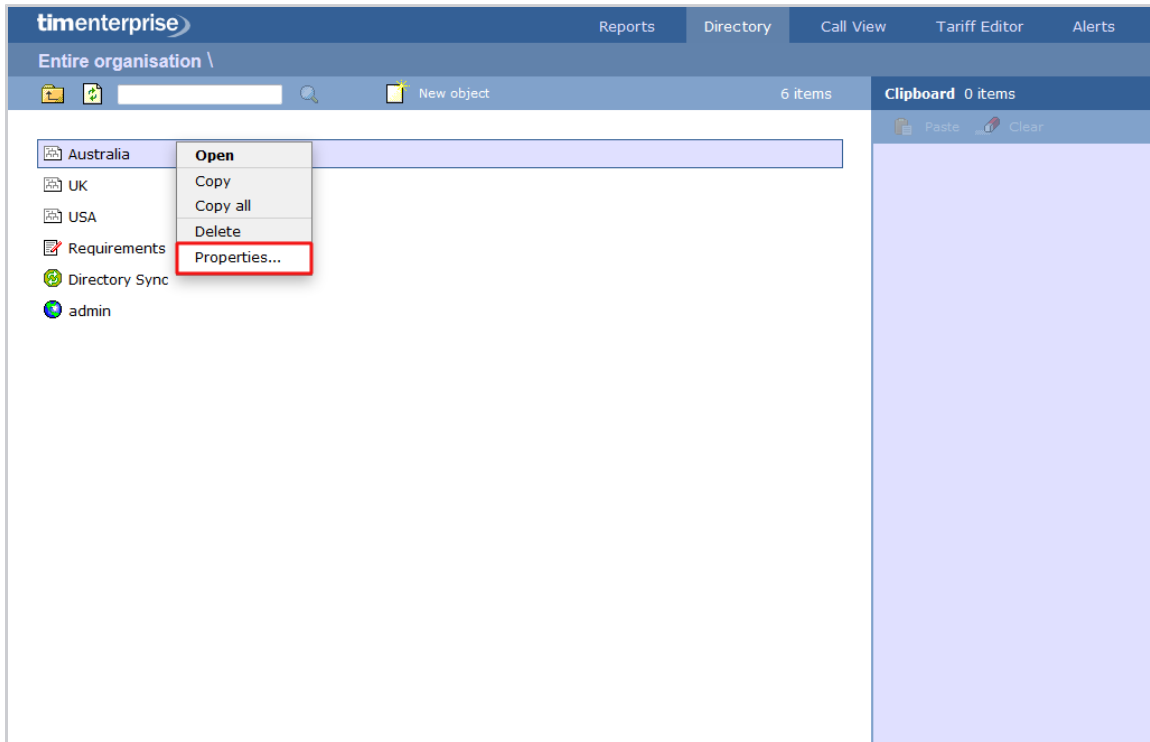 timenterprise
Reports Directory Call View Tariff Editor Alerts
Entire organisation \
New object 6 items Clipboard 0 items
Paste Clear
Australia
UK
USA
Requirements
Directory Sync
admin
Open
Copy
Copy all
Delete
Properties...